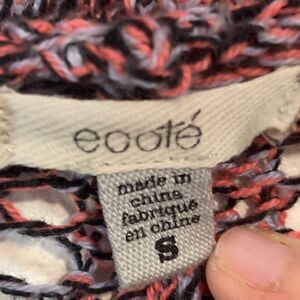 ecoté
made in
china
fabriqué
en chine
S